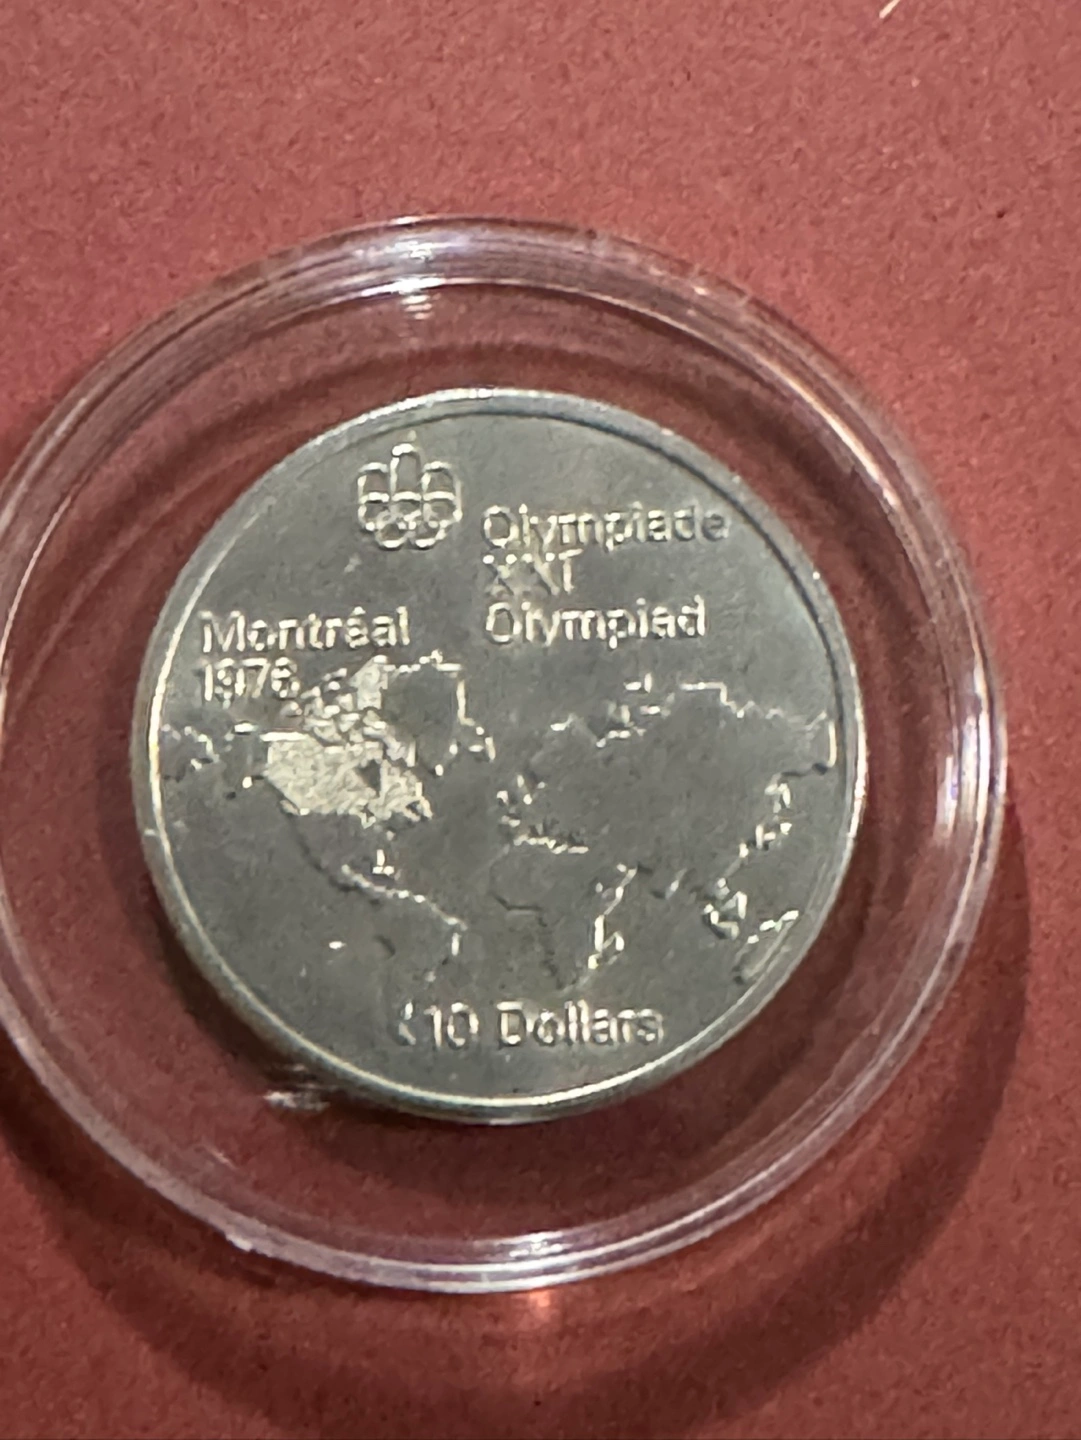 Olympiade
XXI
Olympiad
Montréal
1976
10 Dollars